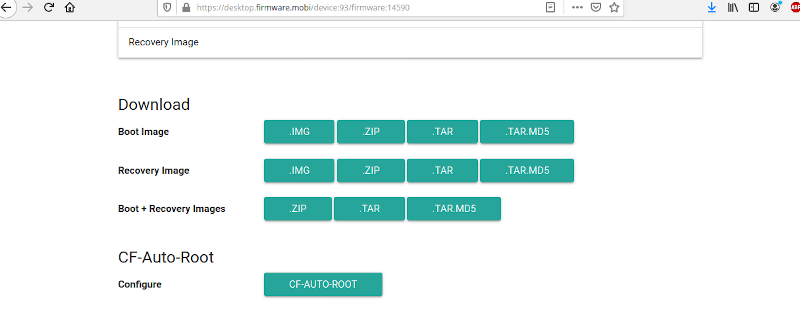 https://desktop.firmware.mobi/device:93/firmware:14590
ABP
Recovery Image
Download
Boot Image .IMG .ZIP .TAR .TAR.MD5
Recovery Image .IMG .ZIP .TAR .TAR.MD5
Boot + Recovery Images .ZIP .TAR .TAR.MD5
CF-Auto-Root
Configure CF-AUTO-ROOT